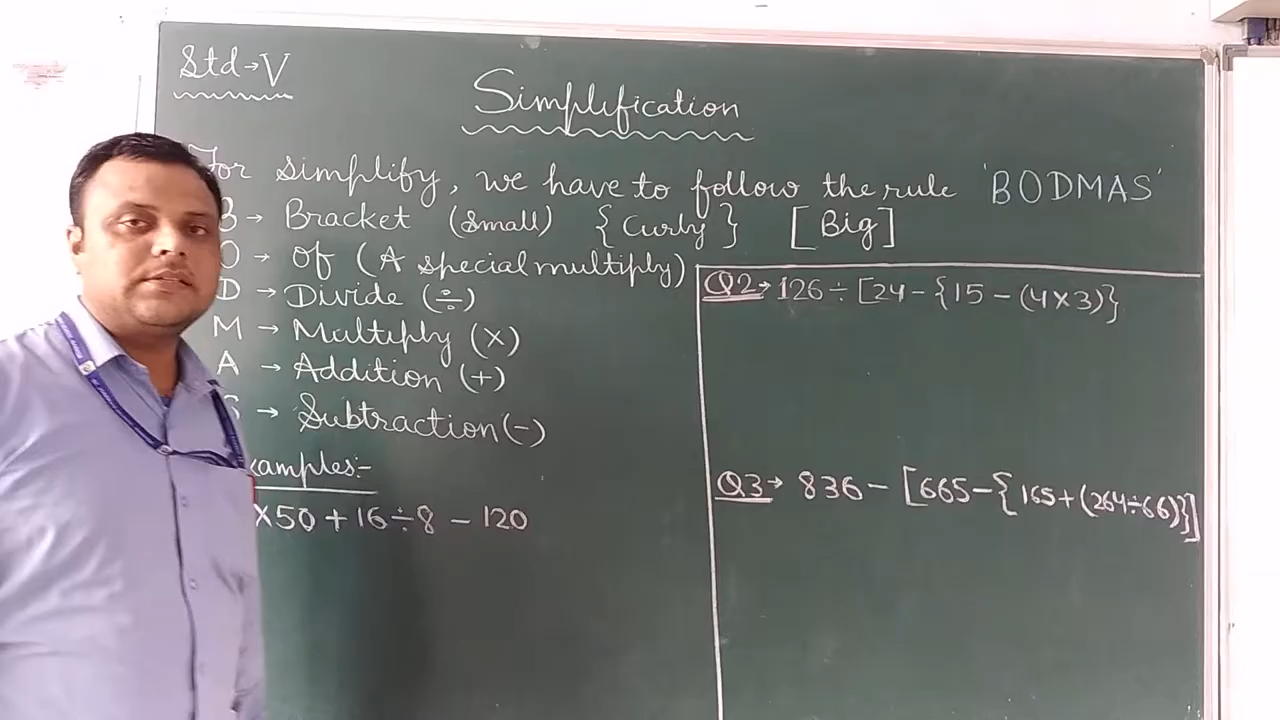 Std→V
Simplification
For simplify, we have to follow the rule 'BODMAS'
B → Bracket (Small) {Curly} [Big]
O → of (A special multiply)
D → Divide (÷)
M → Multiply (×)
A → Addition (+)
S → Subtraction (-)
xamples:-
×50 + 16 ÷ 8 - 120
Q2→ 126 ÷ [24 - {15 - (4×3)}
Q3→ 836 - [665 - {165 + (264÷66)}]